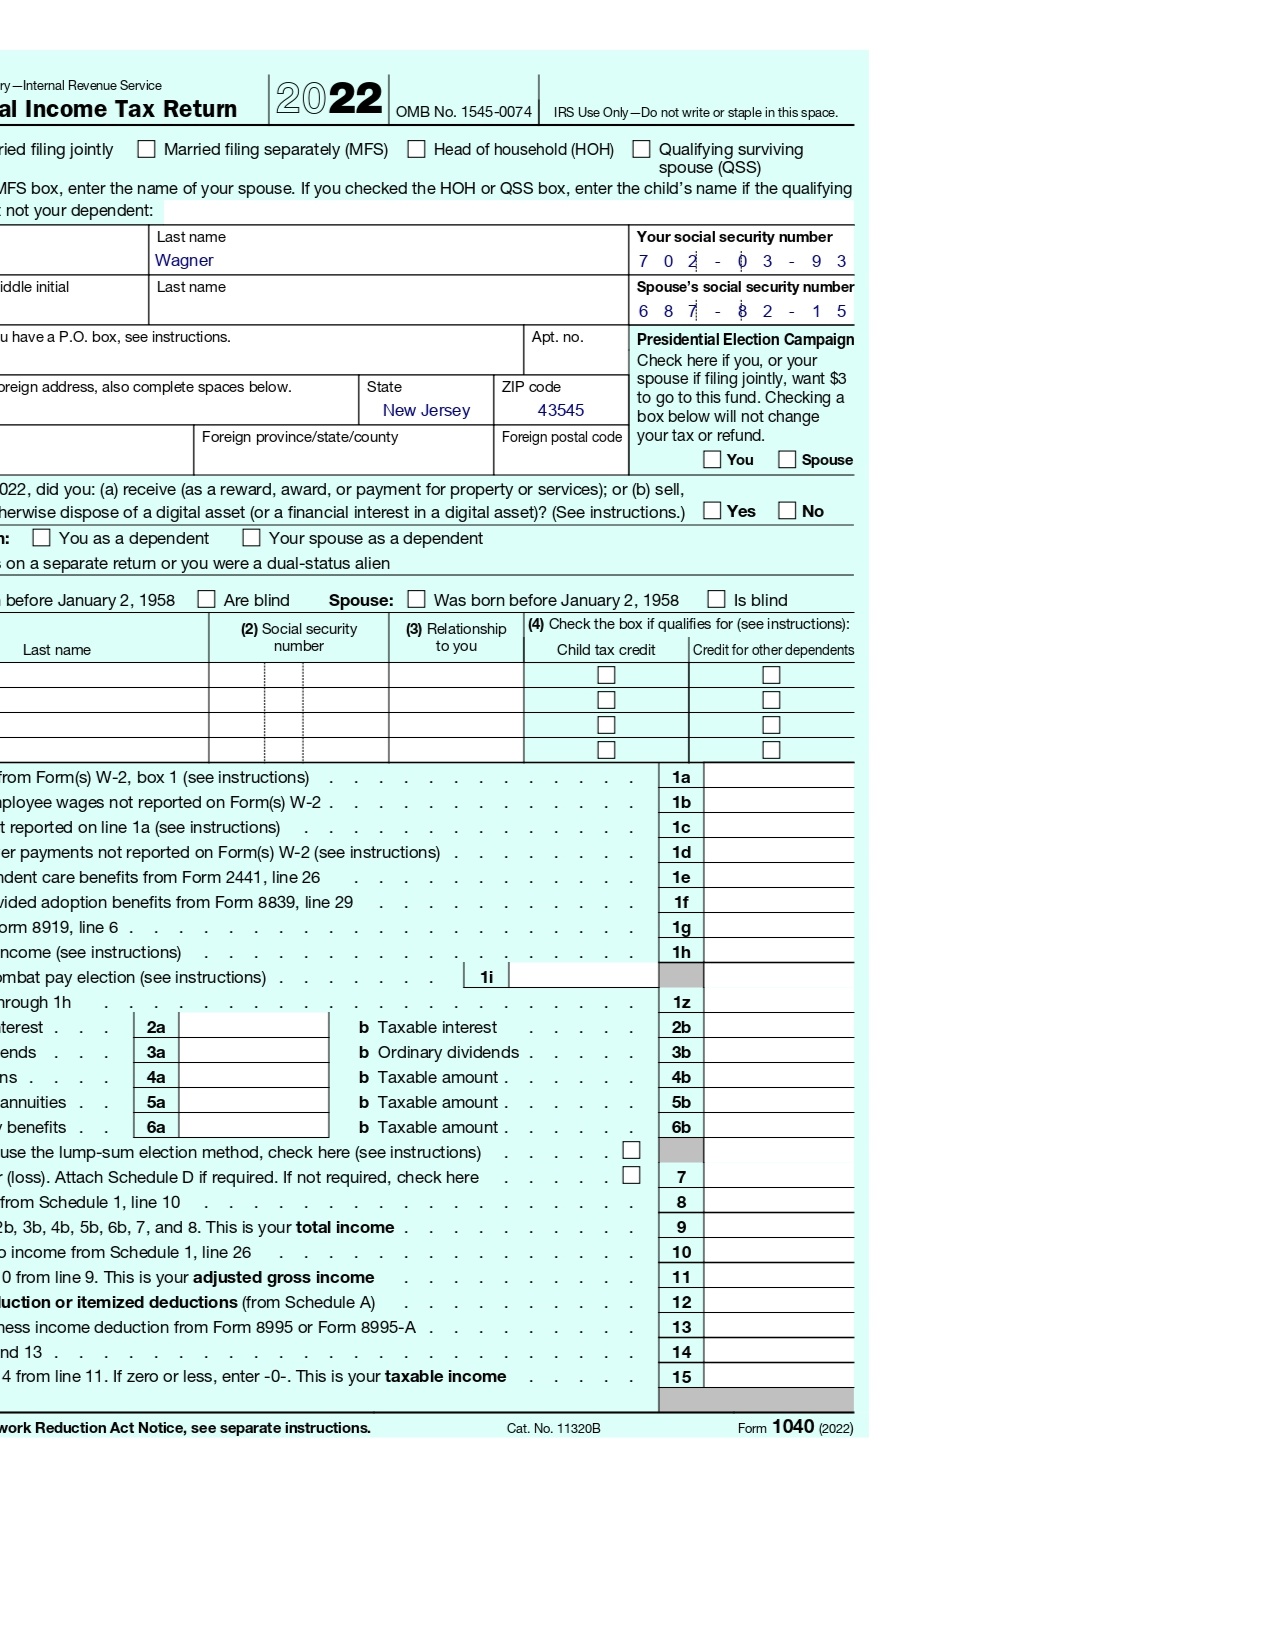 ry—Internal Revenue Service
al Income Tax Return
2022
OMB No. 1545-0074
IRS Use Only—Do not write or staple in this space.
ried filing jointly
Married filing separately (MFS)
Head of household (HOH)
Qualifying surviving
spouse (QSS)
MFS box, enter the name of your spouse. If you checked the HOH or QSS box, enter the child's name if the qualifying
t not your dependent:
Last name
Wagner
Your social security number
702-03-93
iddle initial
Last name
Spouse's social security number
687-82-15
u have a P.O. box, see instructions.
Apt. no.
Presidential Election Campaign
Check here if you, or your
spouse if filing jointly, want $3
to go to this fund. Checking a
box below will not change
your tax or refund.
You
Spouse
oreign address, also complete spaces below.
State
New Jersey
ZIP code
43545
Foreign province/state/county
Foreign postal code
022, did you: (a) receive (as a reward, award, or payment for property or services); or (b) sell,
herwise dispose of a digital asset (or a financial interest in a digital asset)? (See instructions.)
Yes
No
n:
You as a dependent
Your spouse as a dependent
s on a separate return or you were a dual-status alien
n before January 2, 1958
Are blind
Spouse:
Was born before January 2, 1958
Is blind
Last name
(2) Social security
number
(3) Relationship
to you
(4) Check the box if qualifies for (see instructions):
Child tax credit
Credit for other dependents
from Form(s) W-2, box 1 (see instructions) . . . . . . . . . . . . . 1a
mployee wages not reported on Form(s) W-2 . . . . . . . . . . . . . 1b
t reported on line 1a (see instructions) . . . . . . . . . . . . . . 1c
er payments not reported on Form(s) W-2 (see instructions) . . . . . . . . 1d
ndent care benefits from Form 2441, line 26 . . . . . . . . . . . . 1e
vided adoption benefits from Form 8839, line 29 . . . . . . . . . . . 1f
orm 8919, line 6 . . . . . . . . . . . . . . . . . . . . . 1g
income (see instructions) . . . . . . . . . . . . . . . . . . 1h
ombat pay election (see instructions) . . . . . . . 1i
hrough 1h . . . . . . . . . . . . . . . . . . . . . . 1z
nterest . . . 2a b Taxable interest . . . . . 2b
ends . . . 3a b Ordinary dividends . . . . . 3b
ns . . . . 4a b Taxable amount . . . . . . 4b
annuities . . 5a b Taxable amount . . . . . . 5b
y benefits . . 6a b Taxable amount . . . . . . 6b
use the lump-sum election method, check here (see instructions) . . . . .
r (loss). Attach Schedule D if required. If not required, check here . . . . . 7
from Schedule 1, line 10 . . . . . . . . . . . . . . . . . . 8
2b, 3b, 4b, 5b, 6b, 7, and 8. This is your total income . . . . . . . . . . 9
o income from Schedule 1, line 26 . . . . . . . . . . . . . . . 10
0 from line 9. This is your adjusted gross income . . . . . . . . . . 11
duction or itemized deductions (from Schedule A) . . . . . . . . . . 12
ness income deduction from Form 8995 or Form 8995-A . . . . . . . . . 13
nd 13 . . . . . . . . . . . . . . . . . . . . . . . . 14
4 from line 11. If zero or less, enter -0-. This is your taxable income . . . . . 15
work Reduction Act Notice, see separate instructions.
Cat. No. 11320B
Form 1040 (2022)